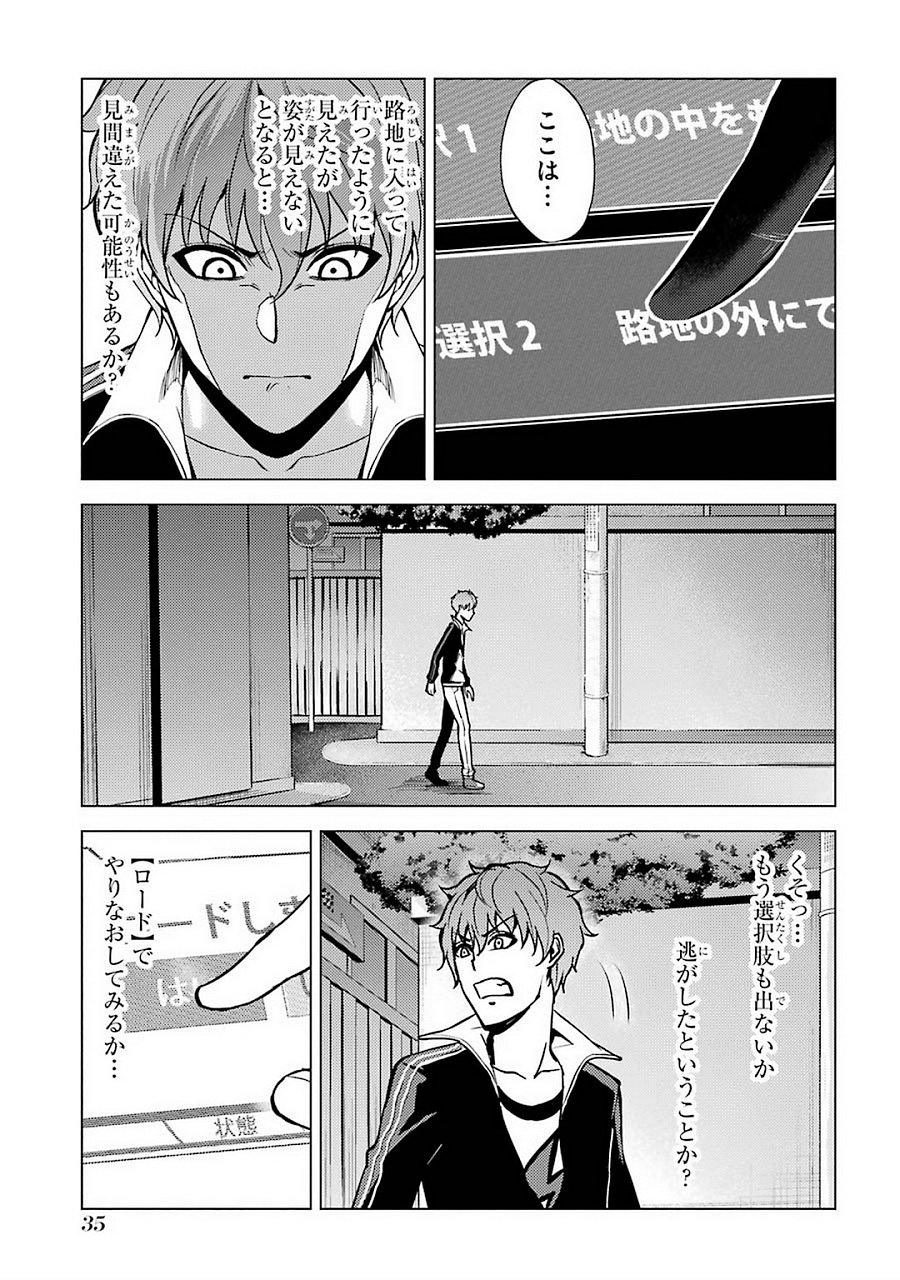 選択1
地の中をも
ここは…
選択2
路地の外にで
路地に入って
行ったように
見えたが
姿が見えない
となると…
見間違えた可能性もあるか？
くそっ…
もう選択肢も出ないか
逃がしたということか？
ロードしま
はい
【ロード】で
やりなおしてみるか…
状態
35